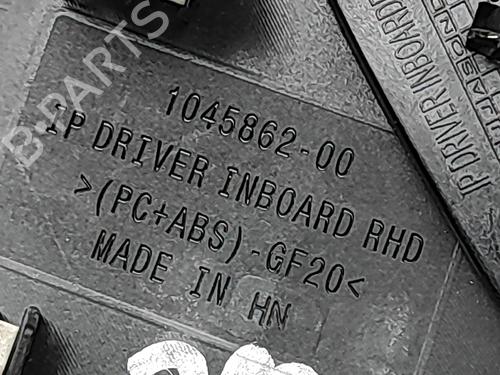 1045862-00
IP DRIVER INBOARD RHD
>(PC+ABS)-GF20<
MADE IN HN
IP DRIVER INBOARD
B-PARTS